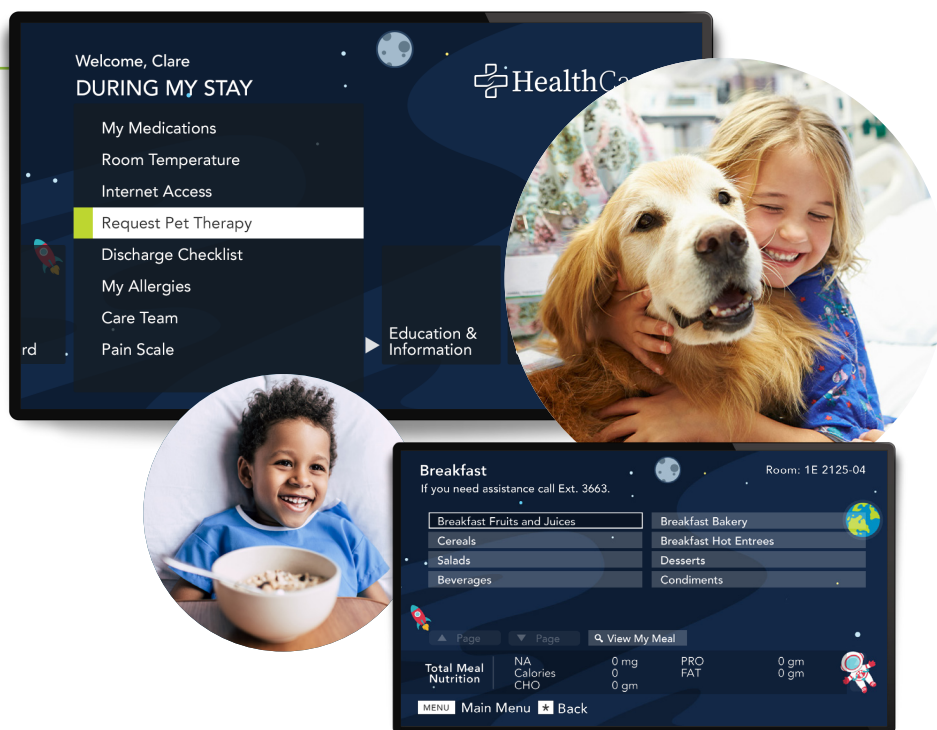 Welcome, Clare
DURING MY STAY
My Medications
Room Temperature
Internet Access
Request Pet Therapy
Discharge Checklist
My Allergies
Care Team
Pain Scale
rd
Education &
Information
Breakfast
Room: 1E 2125-04
If you need assistance call Ext. 3663.
Breakfast Fruits and Juices
Breakfast Bakery
Cereals
Breakfast Hot Entrees
Salads
Desserts
Beverages
Condiments
▲ Page ▼ Page View My Meal
Total Meal
Nutrition
NA 0 mg PRO 0 gm
Calories 0 FAT 0 gm
CHO 0 gm
MENU Main Menu * Back